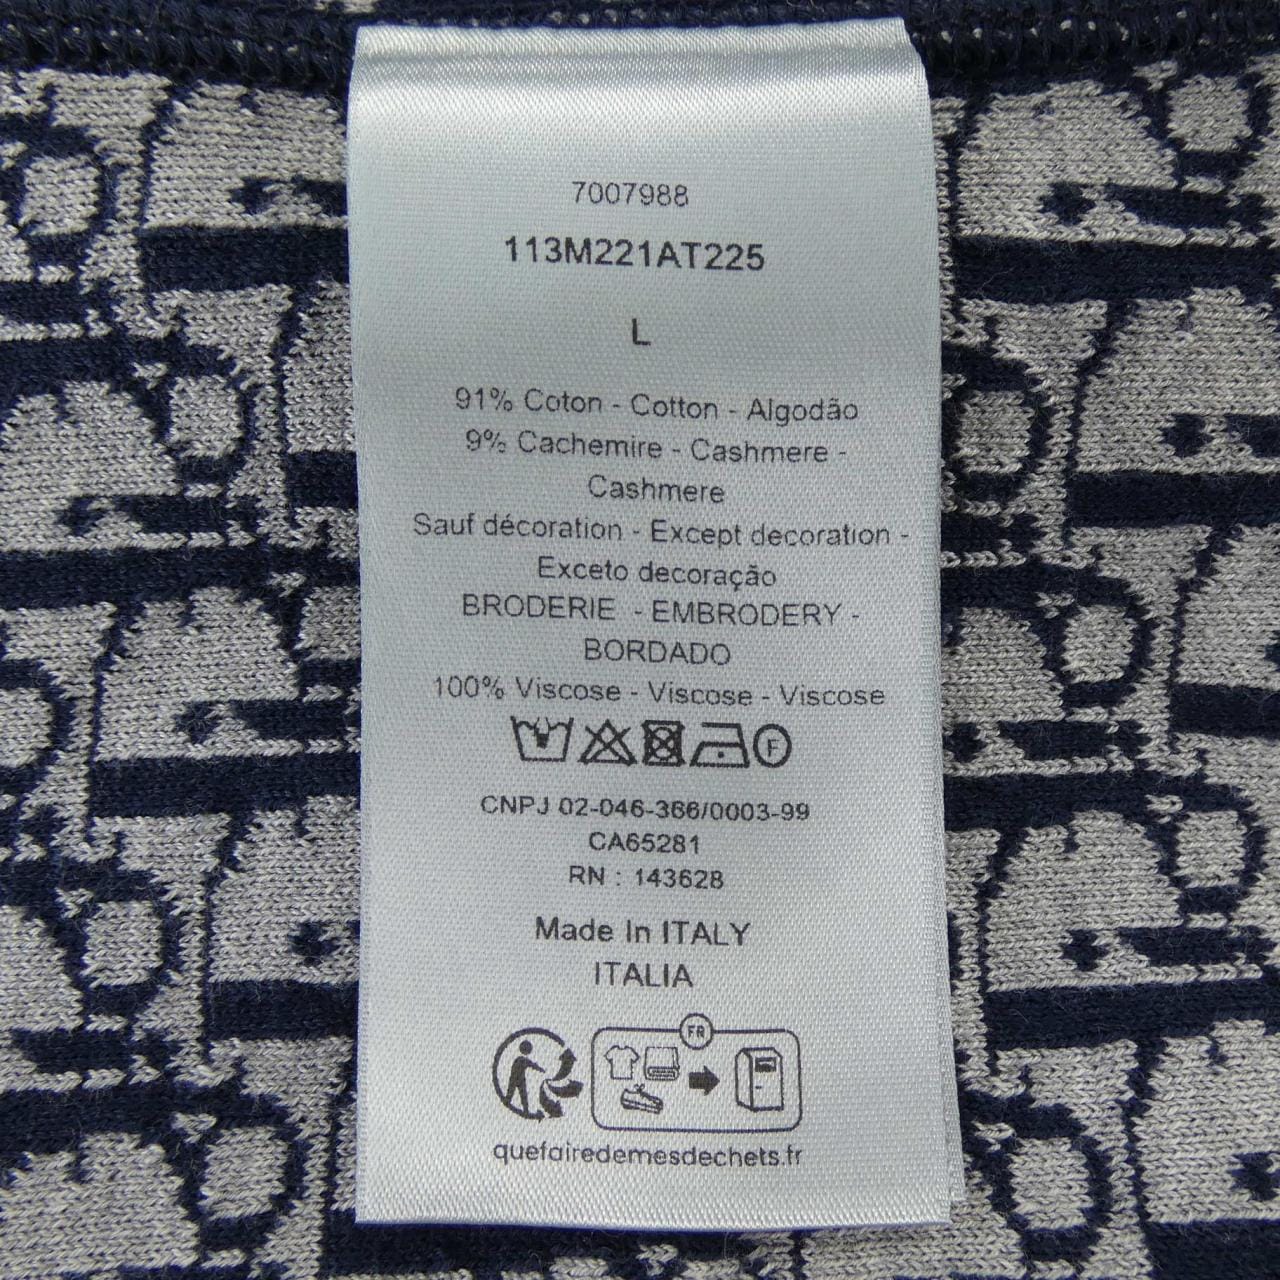 7007988
113M221AT225
L
91% Coton - Cotton - Algodão
9% Cachemire - Cashmere -
Cashmere
Sauf décoration - Except decoration -
Exceto decoração
BRODERIE - EMBRODERY -
BORDADO
100% Viscose - Viscose - Viscose
F
CNPJ 02-046-366/0003-99
CA65281
RN : 143628
Made In ITALY
ITALIA
FR
quefairedemesdechets.fr